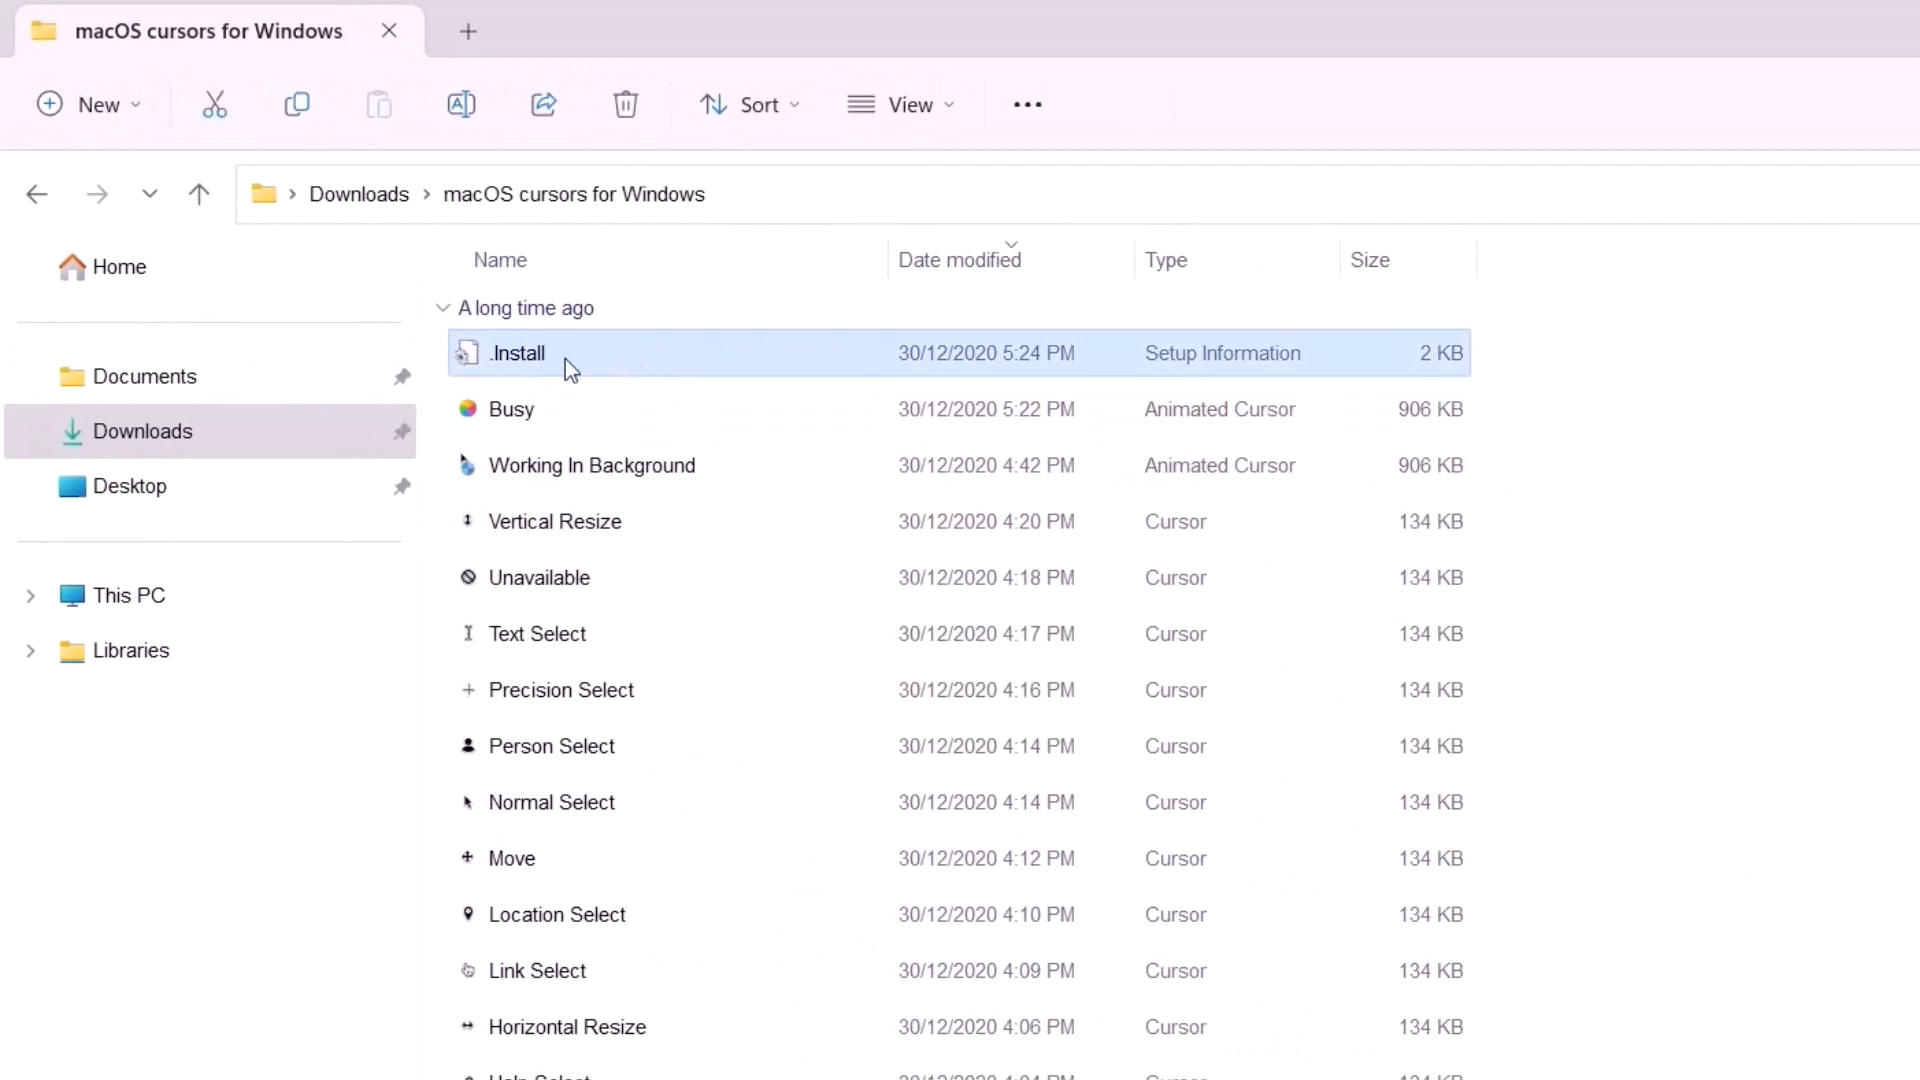 macOS cursors for Windows
New
Sort
View
Downloads > macOS cursors for Windows
Home
Documents
Downloads
Desktop
This PC
Libraries
Name Date modified Type Size
A long time ago
.Install 30/12/2020 5:24 PM Setup Information 2 KB
Busy 30/12/2020 5:22 PM Animated Cursor 906 KB
Working In Background 30/12/2020 4:42 PM Animated Cursor 906 KB
Vertical Resize 30/12/2020 4:20 PM Cursor 134 KB
Unavailable 30/12/2020 4:18 PM Cursor 134 KB
Text Select 30/12/2020 4:17 PM Cursor 134 KB
Precision Select 30/12/2020 4:16 PM Cursor 134 KB
Person Select 30/12/2020 4:14 PM Cursor 134 KB
Normal Select 30/12/2020 4:14 PM Cursor 134 KB
Move 30/12/2020 4:12 PM Cursor 134 KB
Location Select 30/12/2020 4:10 PM Cursor 134 KB
Link Select 30/12/2020 4:09 PM Cursor 134 KB
Horizontal Resize 30/12/2020 4:06 PM Cursor 134 KB